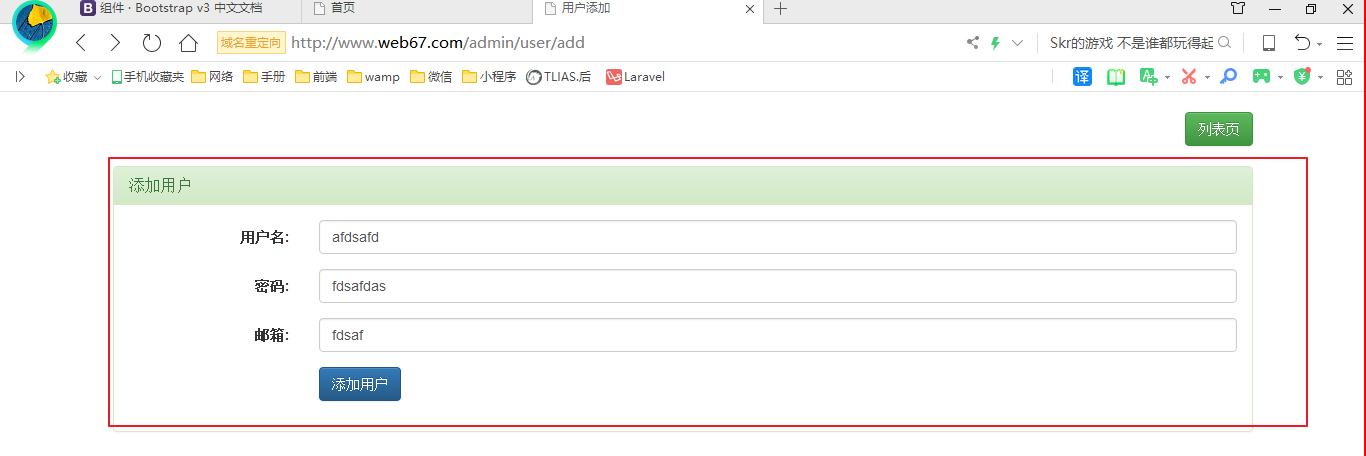 B 组件 · Bootstrap v3 中文文档
首页
用户添加
域名重定向 http://www.web67.com/admin/user/add
Skr的游戏 不是谁都玩得起
收藏 手机收藏夹 网络 手册 前端 wamp 微信 小程序 TLIAS.后 Laravel
译
列表页
添加用户
用户名: afdsafd
密码: fdsafdas
邮箱: fdsaf
添加用户